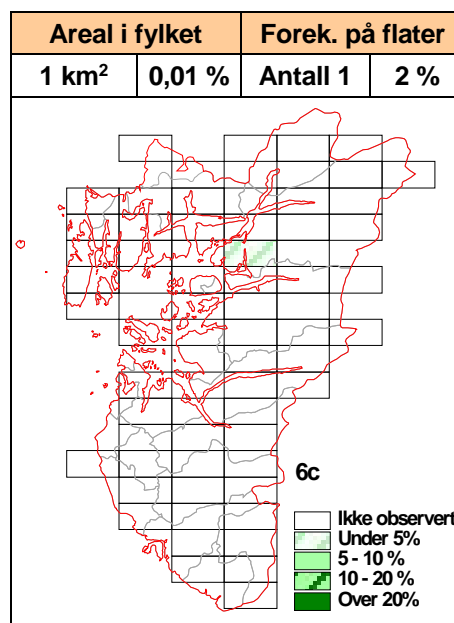 Areal i fylket Forek. på flater
1 km² 0,01 % Antall 1 2 %
6c
Ikke observert
Under 5%
5 - 10 %
10 - 20 %
Over 20%